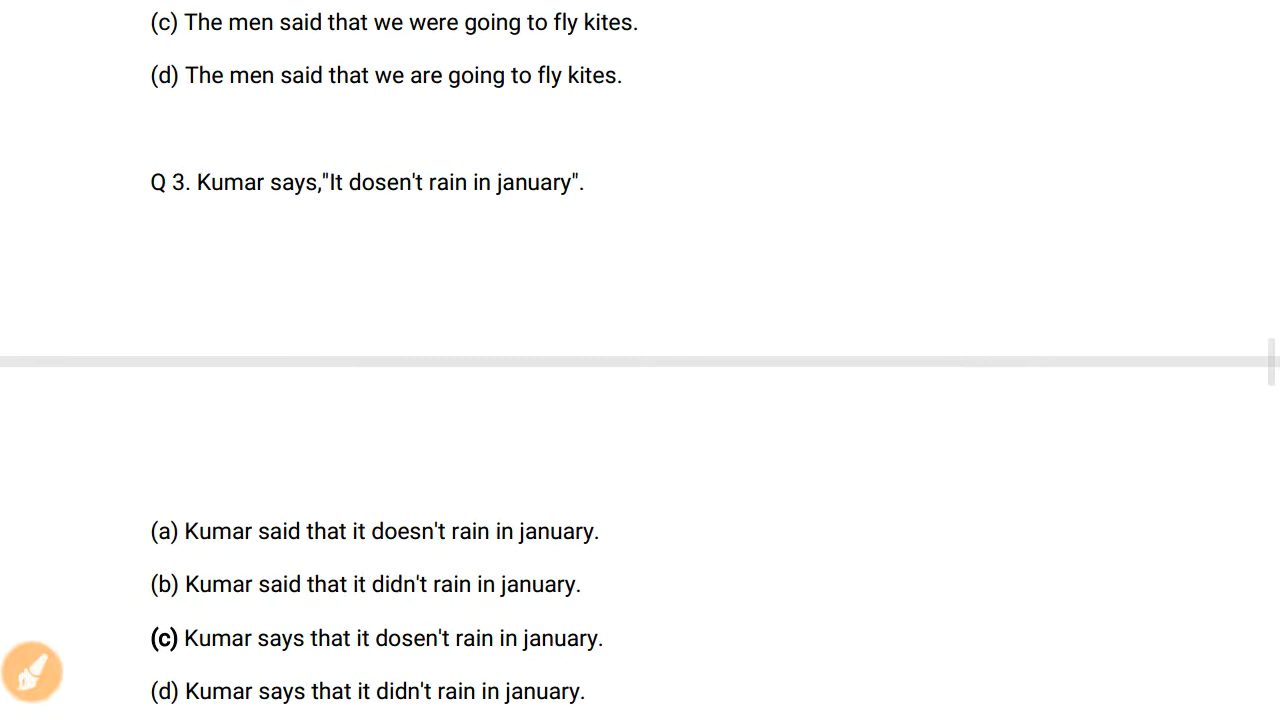 (c) The men said that we were going to fly kites.
(d) The men said that we are going to fly kites.
Q 3. Kumar says,"It dosen't rain in january".
(a) Kumar said that it doesn't rain in january.
(b) Kumar said that it didn't rain in january.
(c) Kumar says that it dosen't rain in january.
(d) Kumar says that it didn't rain in january.